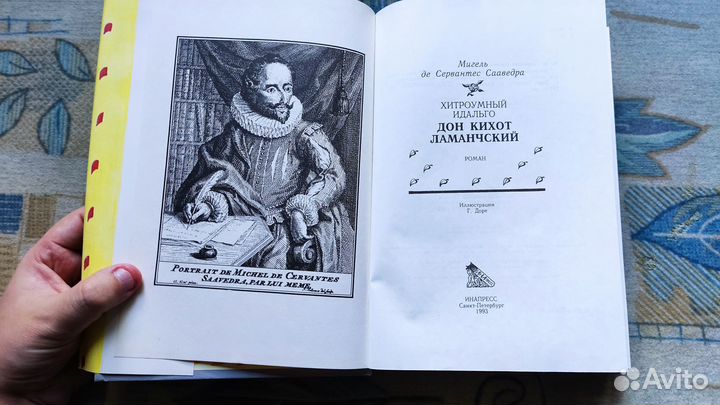 PORTRAIT DE MICHEL DE CERVANTES
SAAVEDRA, PAR LUI MEME
Мигель
де Сервантес Сааведра
ХИТРОУМНЫЙ
ИДАЛЬГО
ДОН КИХОТ
ЛАМАНЧСКИЙ
РОМАН
Иллюстрации
Г. Доре
ИНАПРЕСС
Санкт-Петербург
1993
Avito